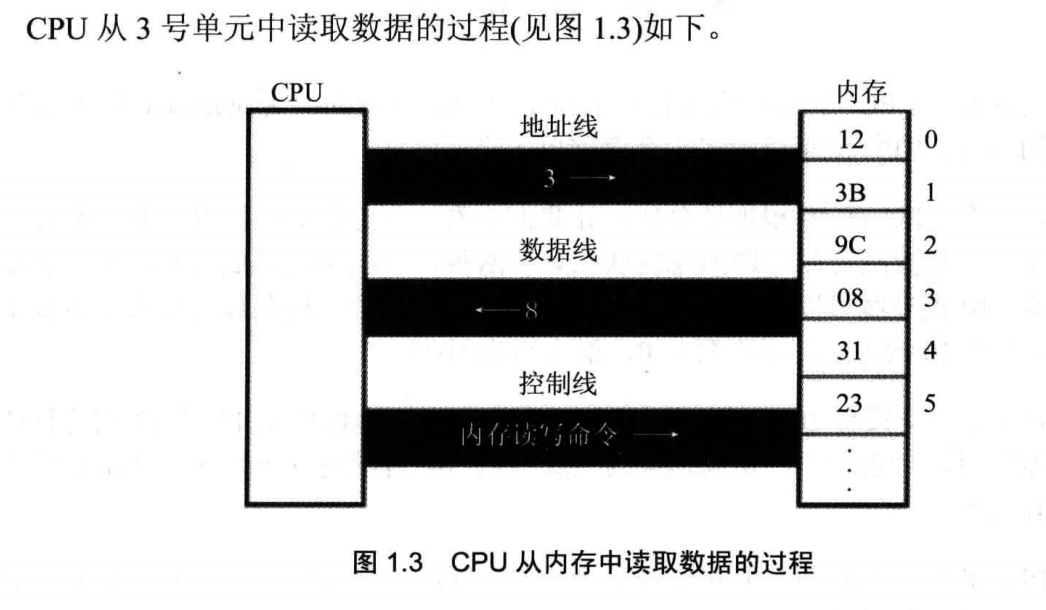 CPU 从 3 号单元中读取数据的过程(见图 1.3)如下。
CPU
内存
地址线
12 0
3 →
3B 1
数据线
9C 2
08 3
←8
31 4
控制线
23 5
内存读写命令 →
图 1.3 CPU 从内存中读取数据的过程